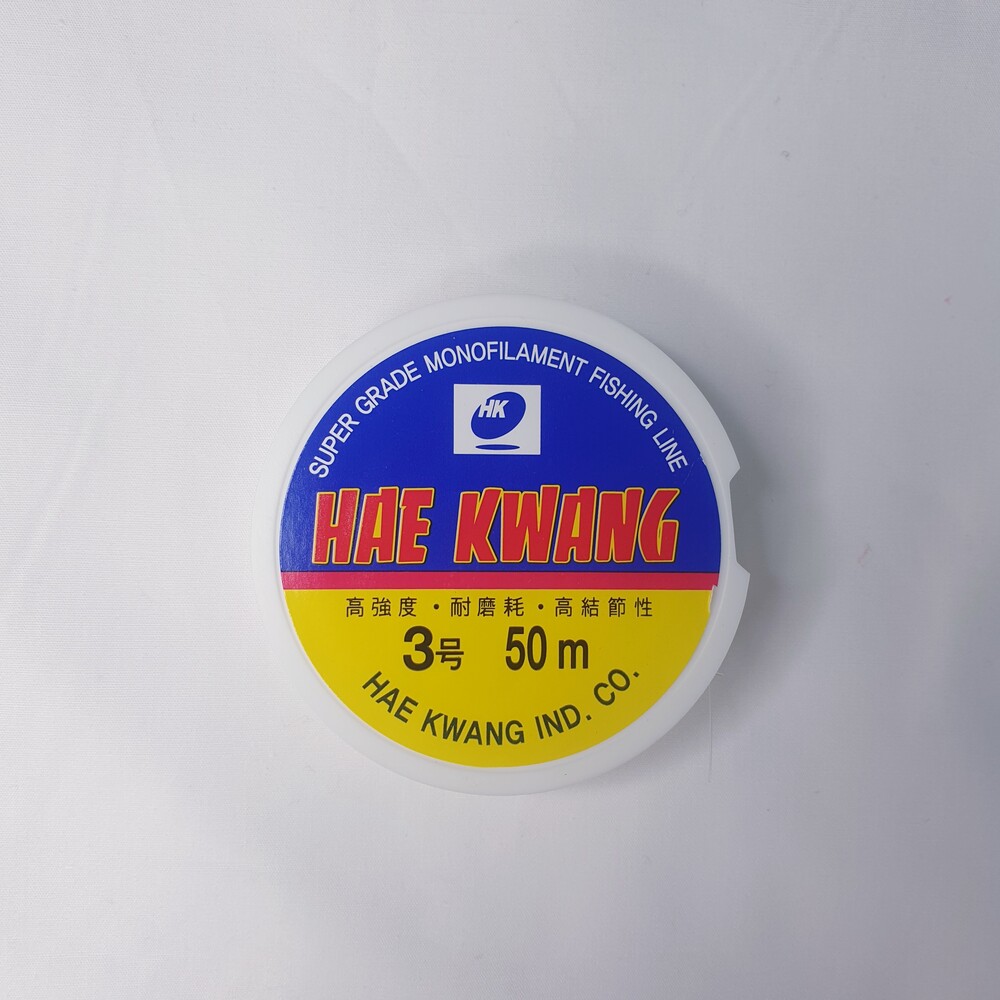 SUPER GRADE MONOFILAMENT FISHING LINE
HK
HAE KWANG
高強度・耐磨耗・高結節性
3号 50m
HAE KWANG IND. CO.